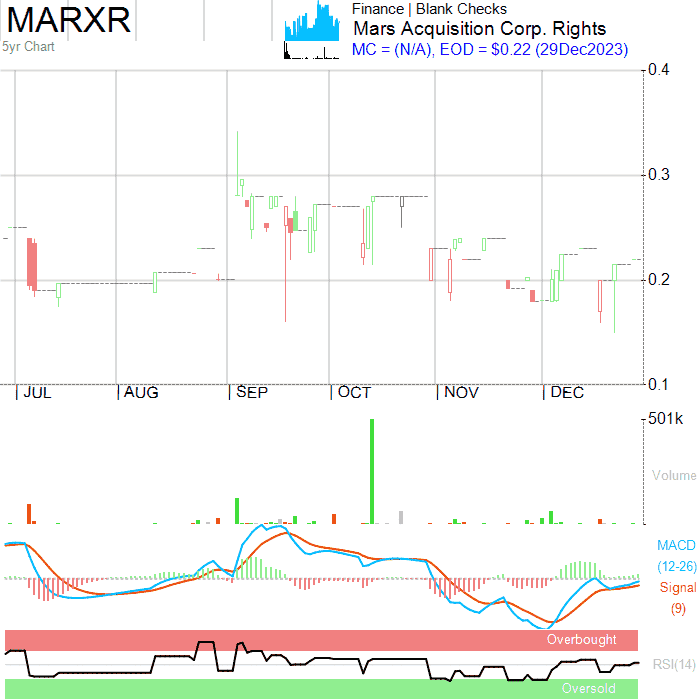 MARXR
5yr Chart
Finance | Blank Checks
Mars Acquisition Corp. Rights
MC = (N/A), EOD = $0.22 (29Dec2023)
0.4
0.3
0.2
0.1
JUL AUG SEP OCT NOV DEC
501k
Volume
MACD
(12-26)
Signal
(9)
Overbought
RSI(14)
Oversold